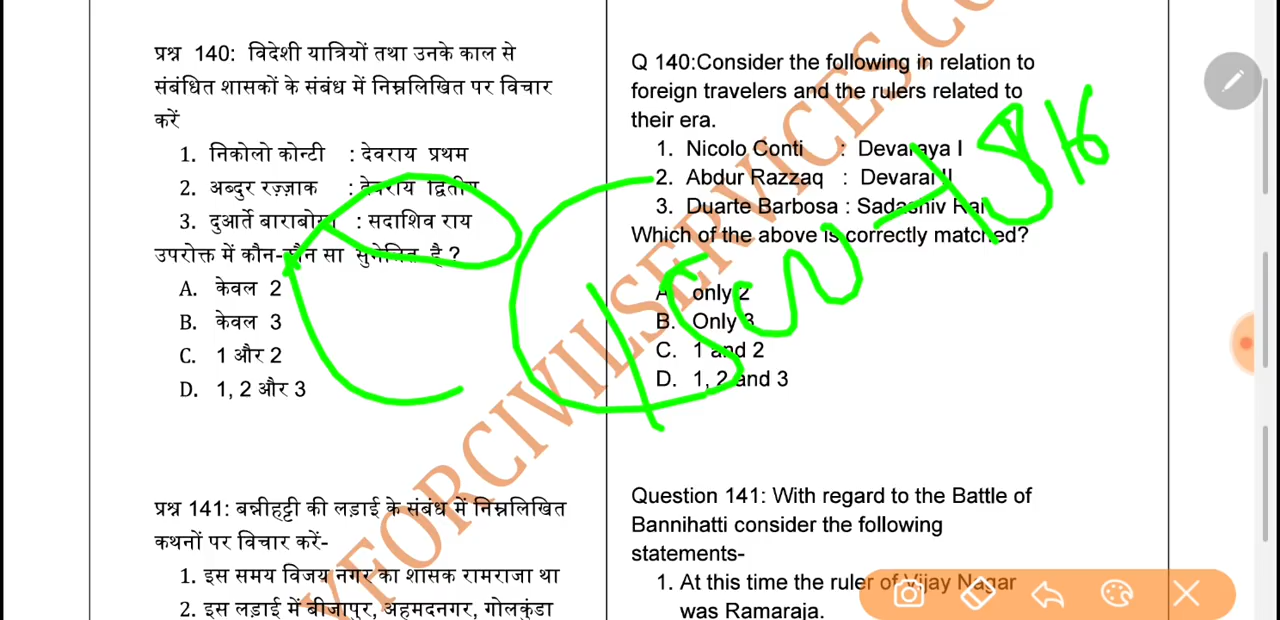 प्रश्न 140: विदेशी यात्रियों तथा उनके काल से
संबंधित शासकों के संबंध में निम्नलिखित पर विचार
करें
1. निकोलो कोन्टी : देवराय प्रथम
2. अब्दुर रज़्ज़ाक : देवराय द्वितीय
3. दुआर्ते बाराबोसा : सदाशिव राय
उपरोक्त में कौन-कौन सा सुमेलित है ?
A. केवल 2
B. केवल 3
C. 1 और 2
D. 1, 2 और 3
प्रश्न 141: बन्नीहट्टी की लड़ाई के संबंध में निम्नलिखित
कथनों पर विचार करें-
1. इस समय विजय नगर का शासक रामराजा था
2. इस लड़ाई में बीजापुर, अहमदनगर, गोलकुंडा
Q 140:Consider the following in relation to
foreign travelers and the rulers related to
their era.
1. Nicolo Conti : Devaraya I
2. Abdur Razzaq : Devarai II
3. Duarte Barbosa : Sadashiv Rai
Which of the above is correctly matched?
A. only 2
B. Only 3
C. 1 and 2
D. 1, 2 and 3
Question 141: With regard to the Battle of
Bannihatti consider the following
statements-
1. At this time the ruler of Vijay Nagar
was Ramaraja.
YFORCIVILSERVICES.CO